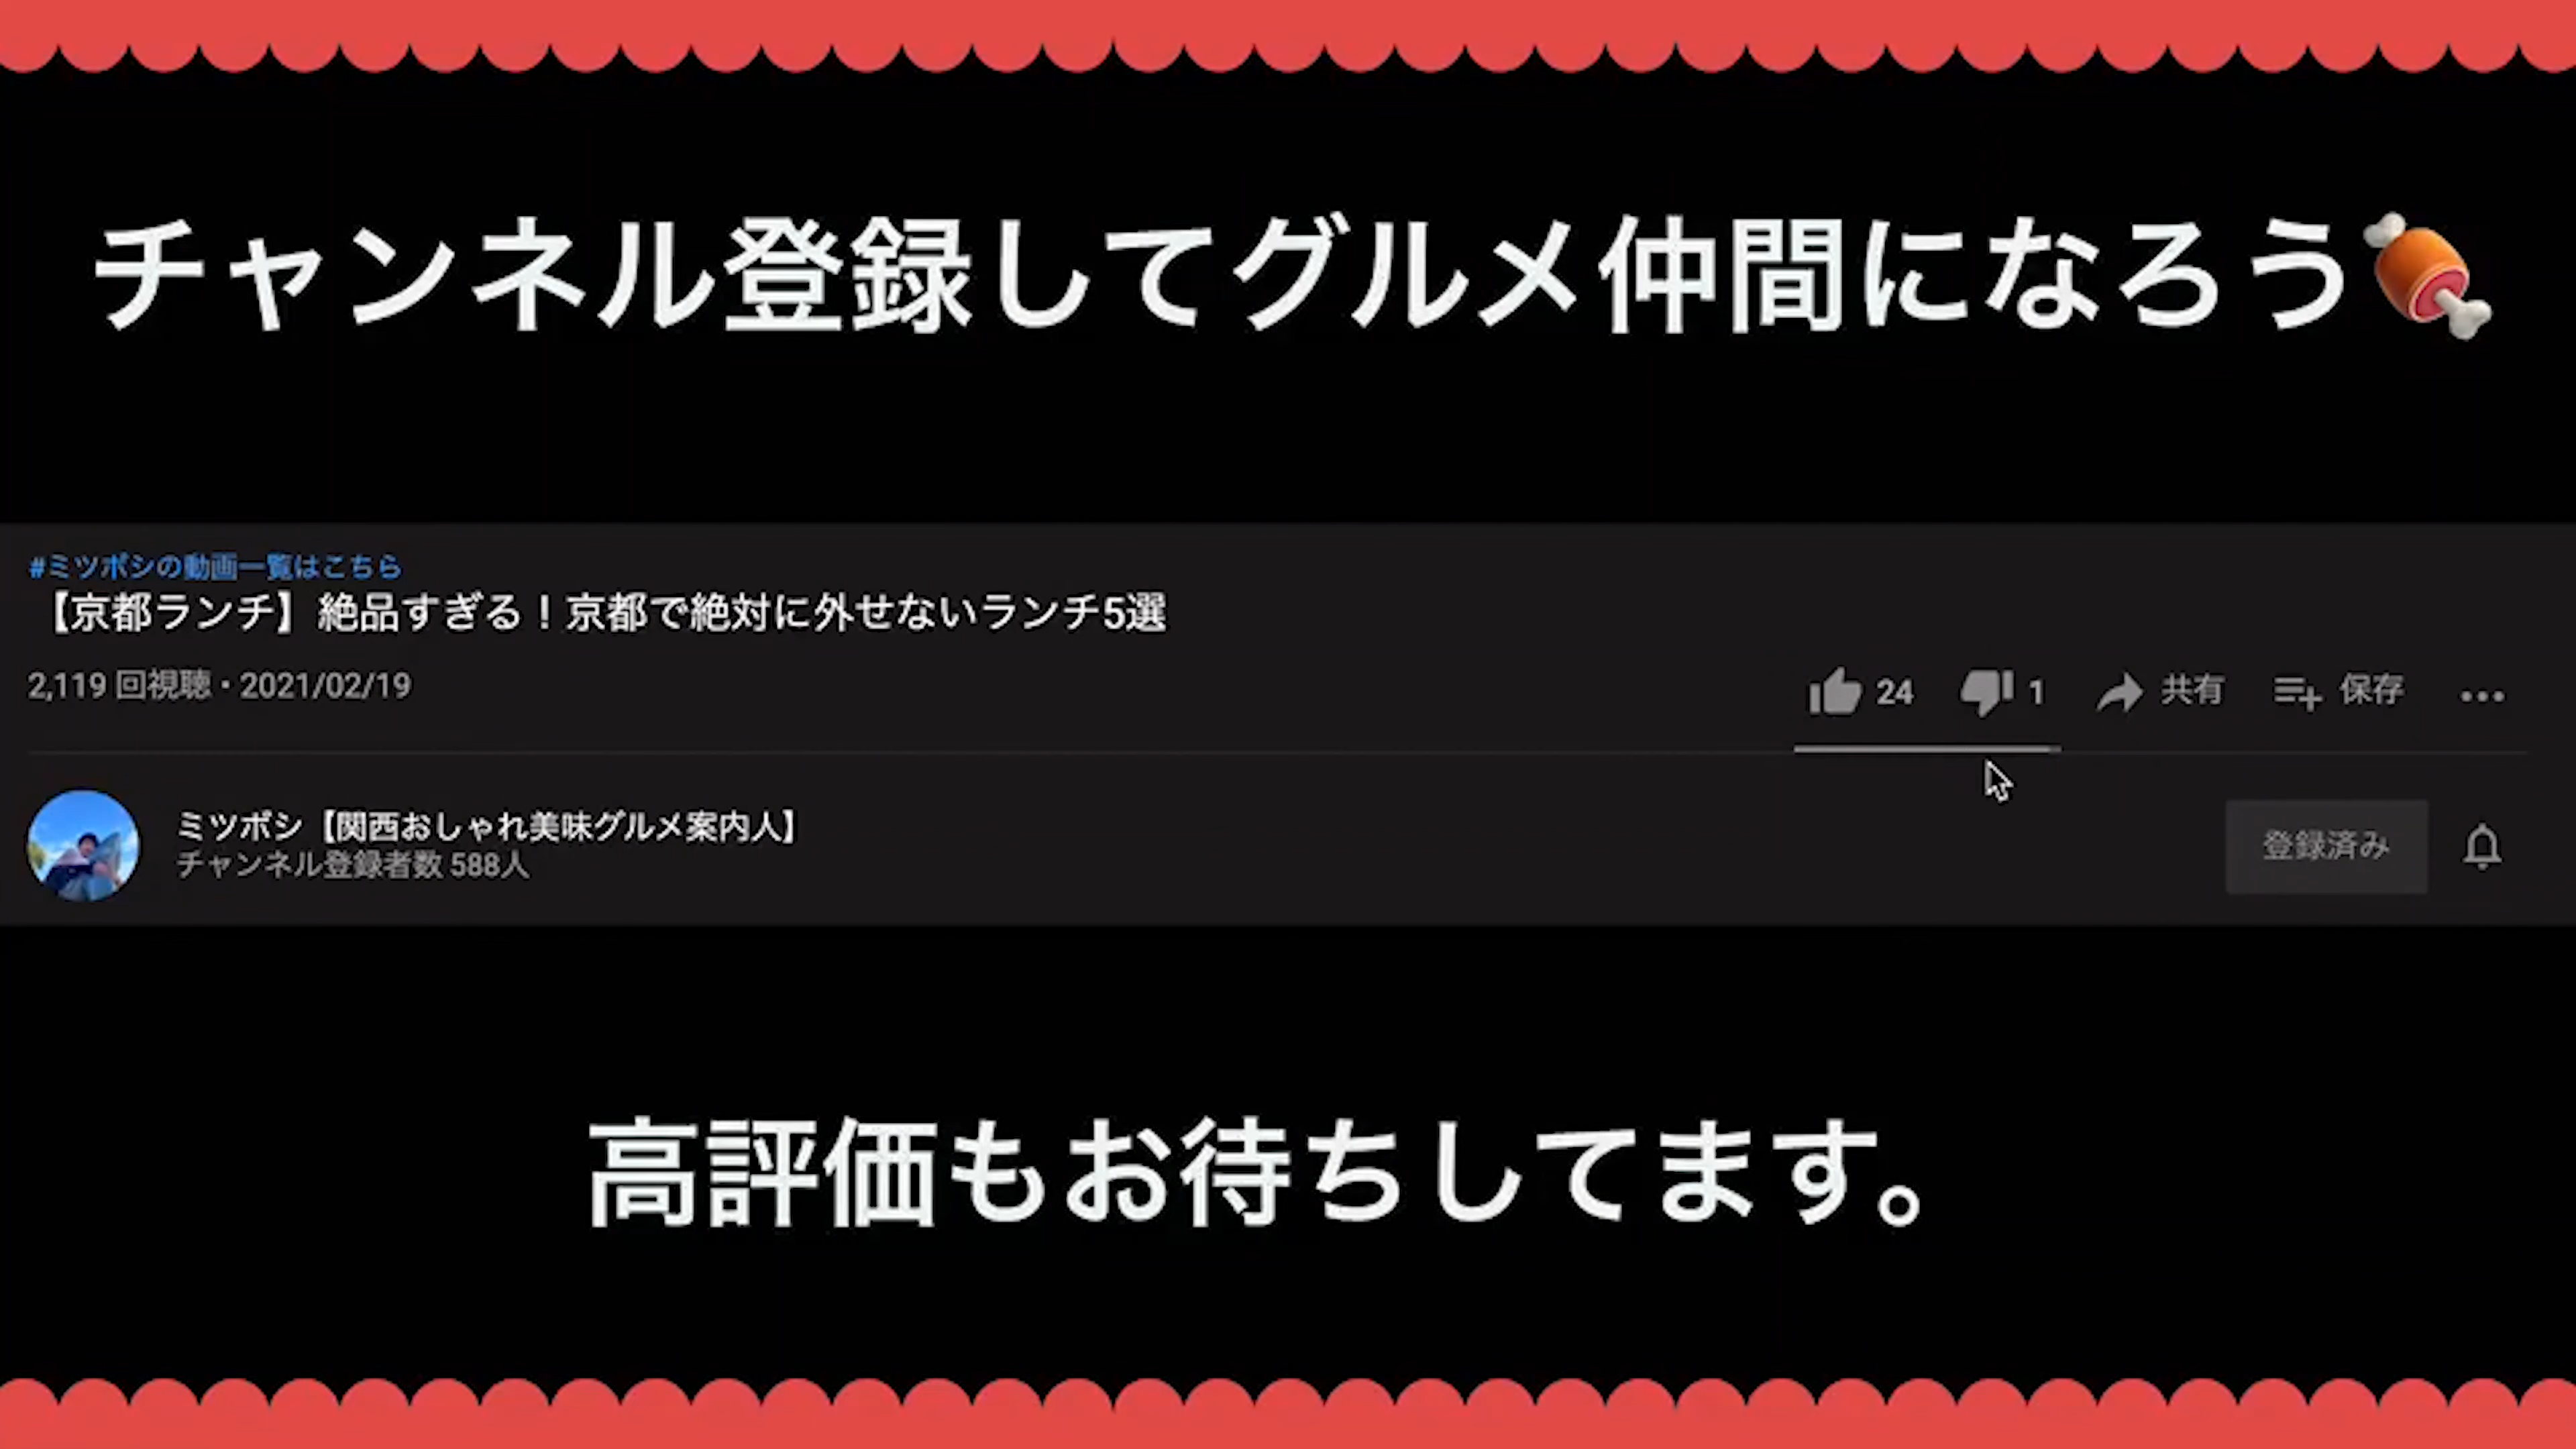 チャンネル登録してグルメ仲間になろう🍖
#ミツボシの動画一覧はこちら
【京都ランチ】絶品すぎる！京都で絶対に外せないランチ5選
2,119 回視聴・2021/02/19
24 1 共有 保存 …
ミツボシ【関西おしゃれ美味グルメ案内人】
チャンネル登録者数 588人
登録済み
高評価もお待ちしてます。